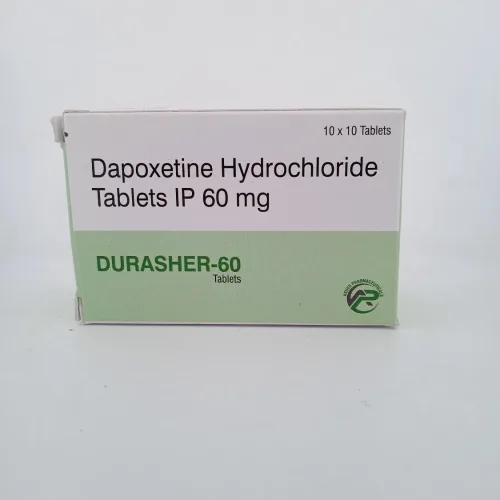 10 x 10 Tablets
Dapoxetine Hydrochloride
Tablets IP 60 mg
DURASHER-60
Tablets